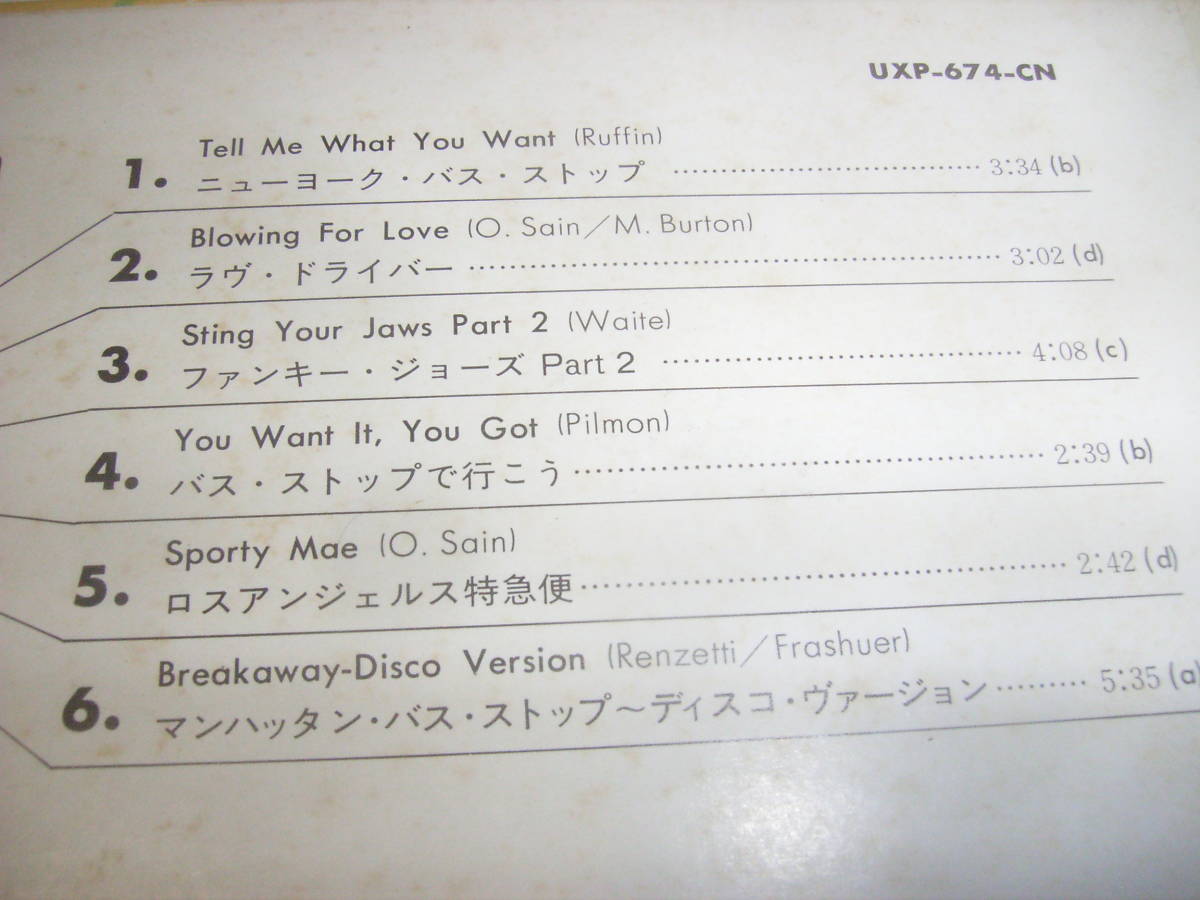 UXP-674-CN
1. Tell Me What You Want (Ruffin)
ニューヨーク・バス・ストップ ································ 3:34 (b)
2. Blowing For Love (O. Sain/M. Burton)
ラヴ・ドライバー ································ 3:02 (d)
3. Sting Your Jaws Part 2 (Waite)
ファンキー・ジョーズ Part 2 ································ 4:08 (c)
4. You Want It, You Got (Pilmon)
バス・ストップで行こう ································ 2:39 (b)
5. Sporty Mae (O. Sain)
ロスアンジェルス特急便 ································ 2:42 (d)
6. Breakaway-Disco Version (Renzetti/Frashuer)
マンハッタン・バス・ストップ～ディスコ・ヴァージョン ········· 5:35 (a)